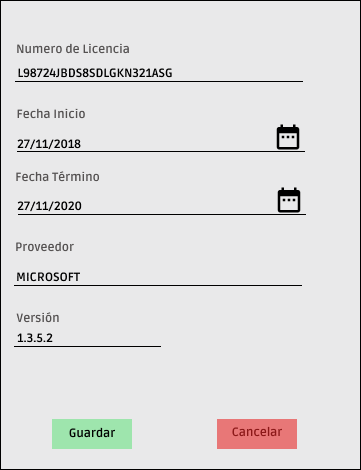 Numero de Licencia
L98724JBDS8SDLGKN321ASG
Fecha Inicio
27/11/2018
Fecha Término
27/11/2020
Proveedor
MICROSOFT
Versión
1.3.5.2
Guardar
Cancelar